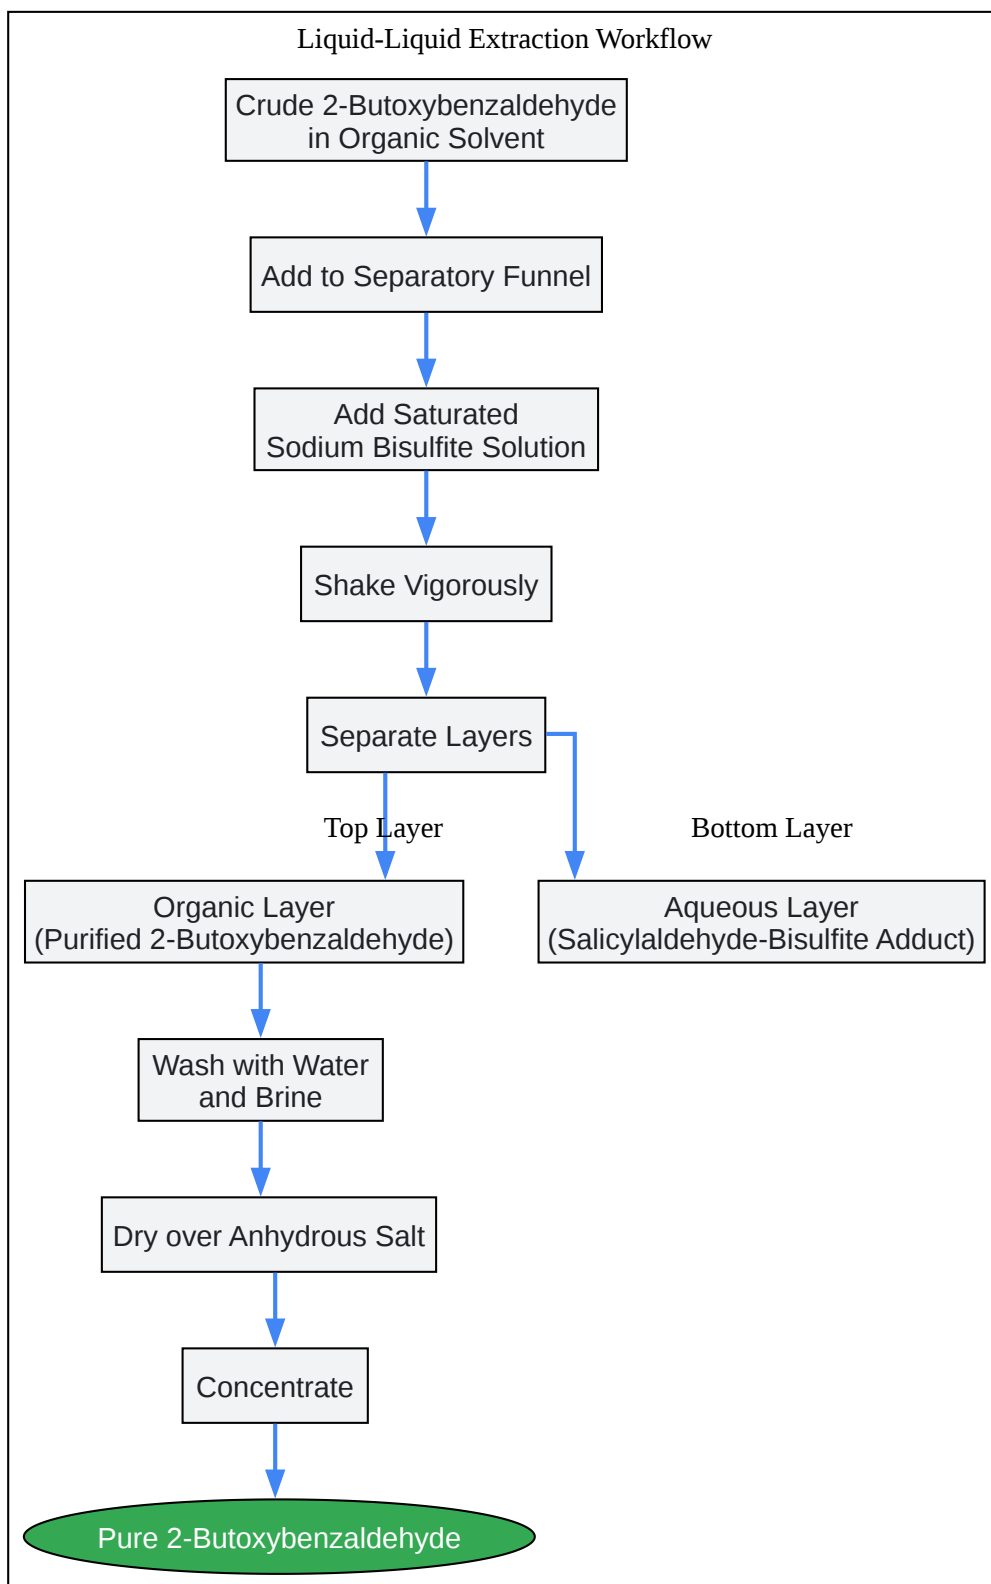 Liquid-Liquid Extraction Workflow
Crude 2-Butoxybenzaldehyde
in Organic Solvent
Add to Separatory Funnel
Add Saturated
Sodium Bisulfite Solution
Shake Vigorously
Separate Layers
Top Layer
Bottom Layer
Organic Layer
(Purified 2-Butoxybenzaldehyde)
Aqueous Layer
(Salicylaldehyde-Bisulfite Adduct)
Wash with Water
and Brine
Dry over Anhydrous Salt
Concentrate
Pure 2-Butoxybenzaldehyde